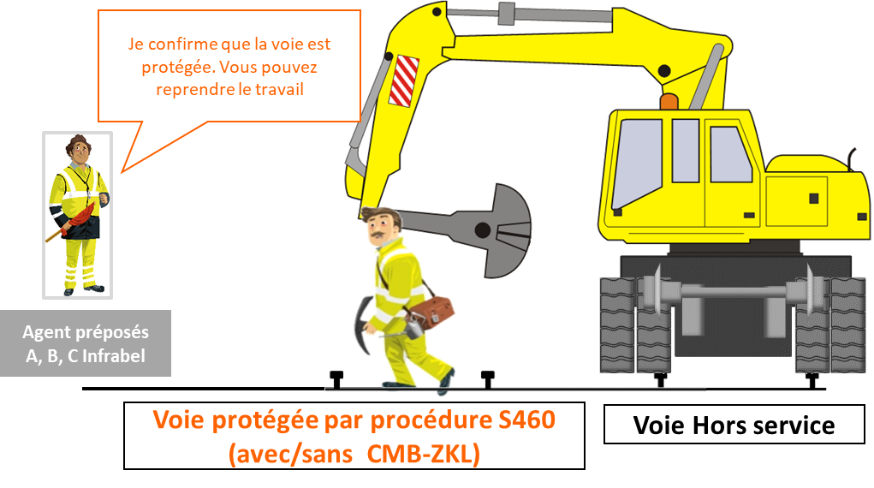 Je confirme que la voie est
protégée. Vous pouvez
reprendre le travail
Agent préposés
A, B, C Infrabel
Voie protégée par procédure S460
(avec/sans CMB-ZKL)
Voie Hors service